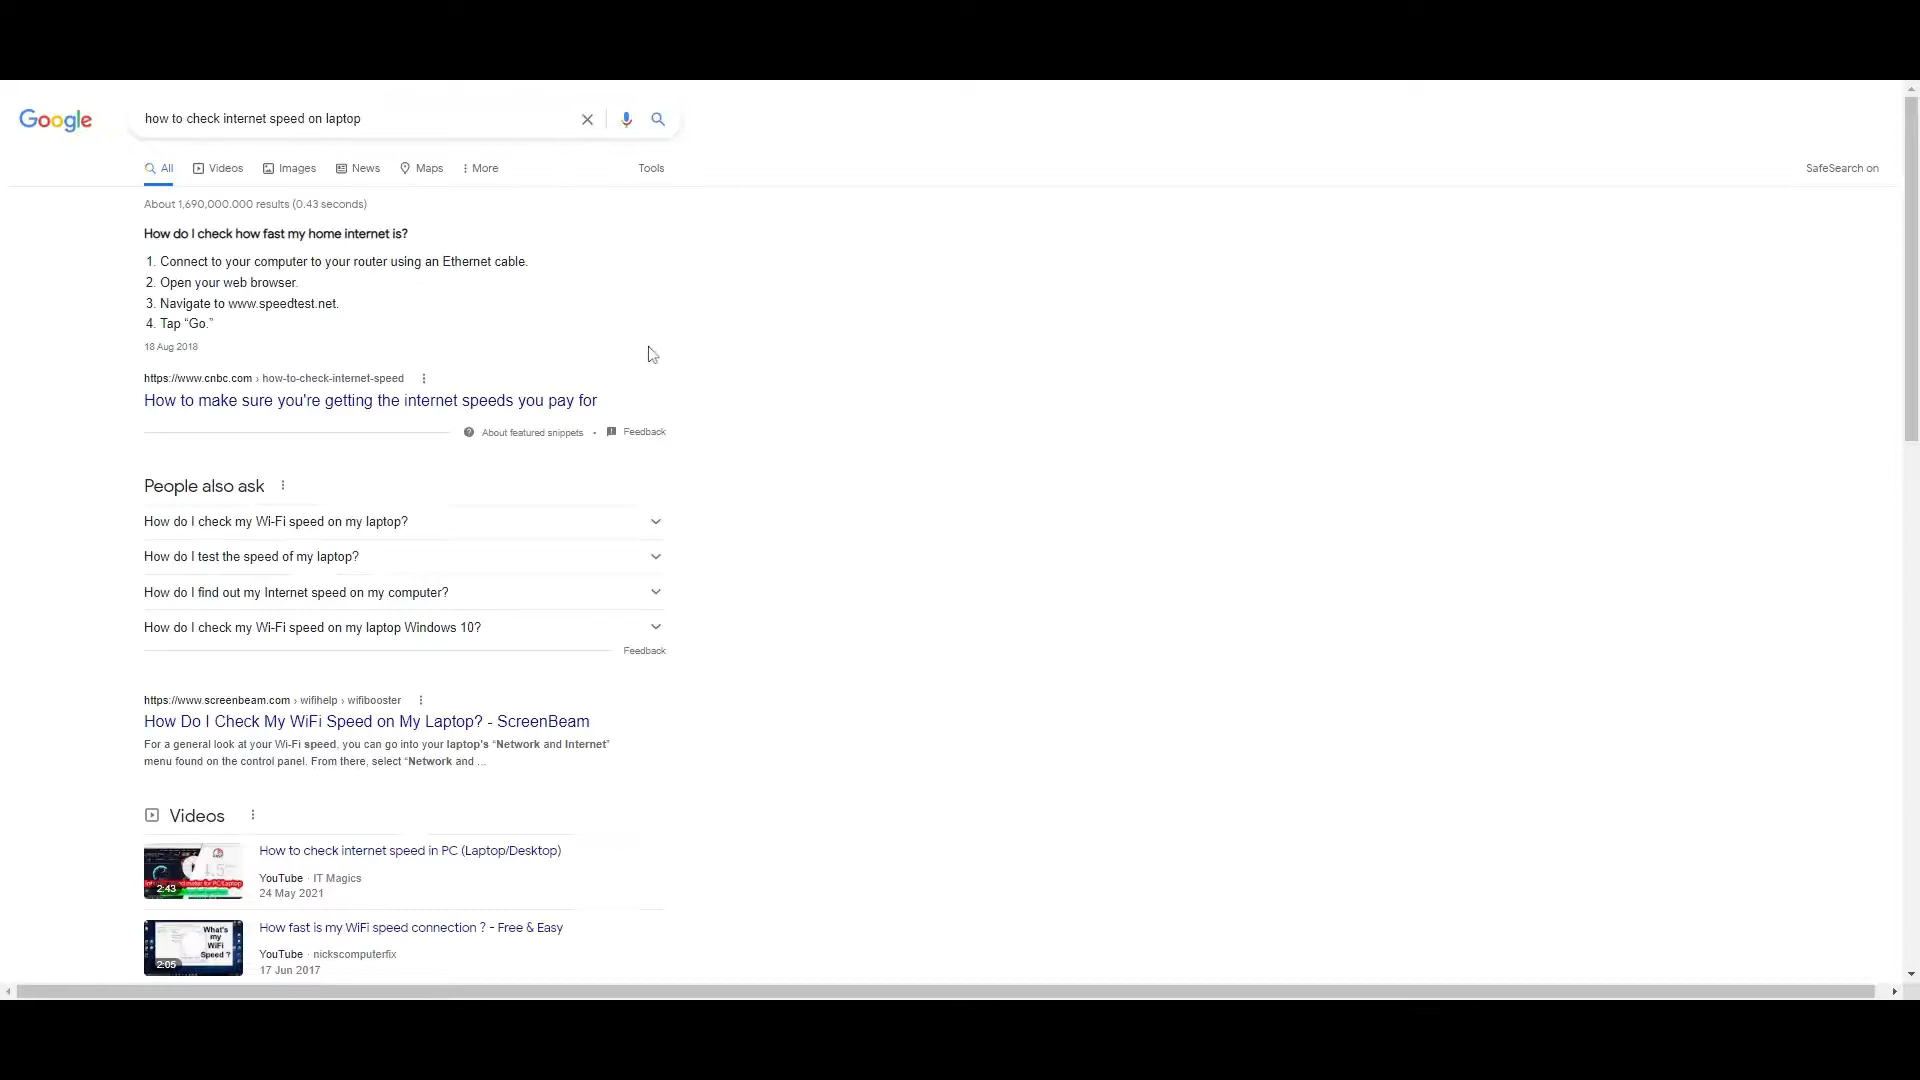 Google
how to check internet speed on laptop
All Videos Images News Maps More Tools SafeSearch on
About 1,690,000.000 results (0.43 seconds)
How do I check how fast my home internet is?
1. Connect to your computer to your router using an Ethernet cable.
2. Open your web browser.
3. Navigate to www.speedtest.net.
4. Tap “Go.”
18 Aug 2018
https://www.cnbc.com › how-to-check-internet-speed
How to make sure you're getting the internet speeds you pay for
About featured snippets • Feedback
People also ask
How do I check my Wi-Fi speed on my laptop?
How do I test the speed of my laptop?
How do I find out my Internet speed on my computer?
How do I check my Wi-Fi speed on my laptop Windows 10?
Feedback
https://www.screenbeam.com › wifihelp › wifibooster
How Do I Check My WiFi Speed on My Laptop? - ScreenBeam
For a general look at your Wi-Fi speed, you can go into your laptop's “Network and Internet”
menu found on the control panel. From there, select “Network and ...
Videos
How to check internet speed in PC (Laptop/Desktop)
2:43
YouTube · IT Magics
24 May 2021
How fast is my WiFi speed connection ? - Free & Easy
What's
my
WiFi
Speed ?
2:05
YouTube · nickscomputerfix
17 Jun 2017